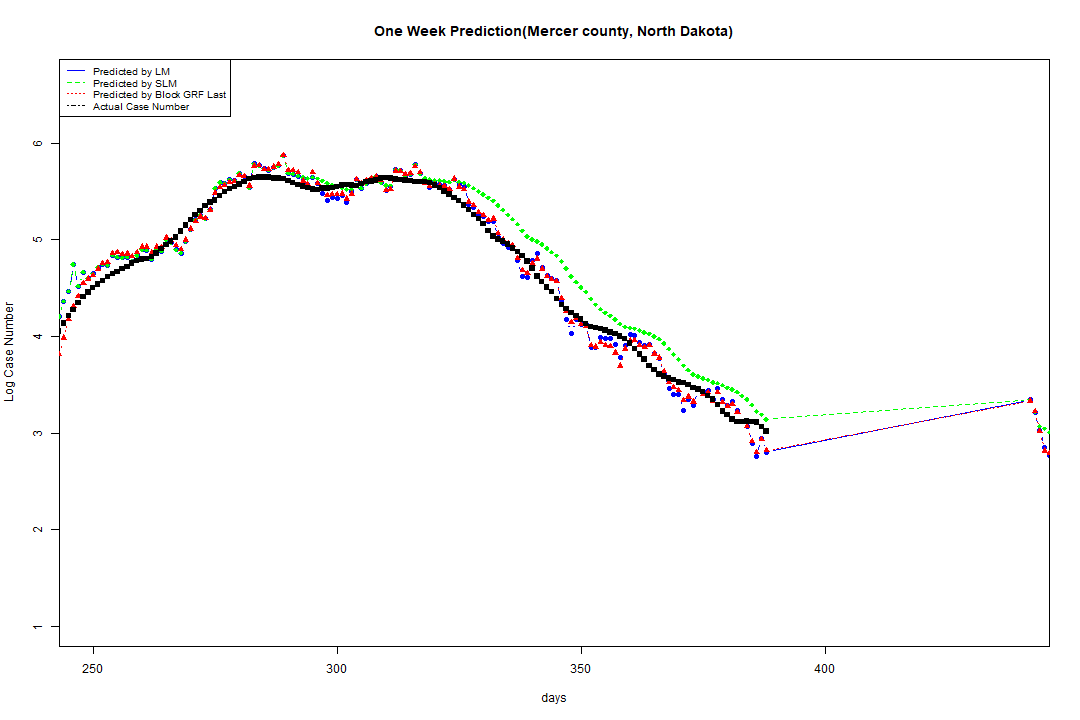 One Week Prediction(Mercer county, North Dakota)
Predicted by LM
Predicted by SLM
Predicted by Block GRF Last
Actual Case Number
6
5
4
3
2
1
Log Case Number
250 300 350 400
days